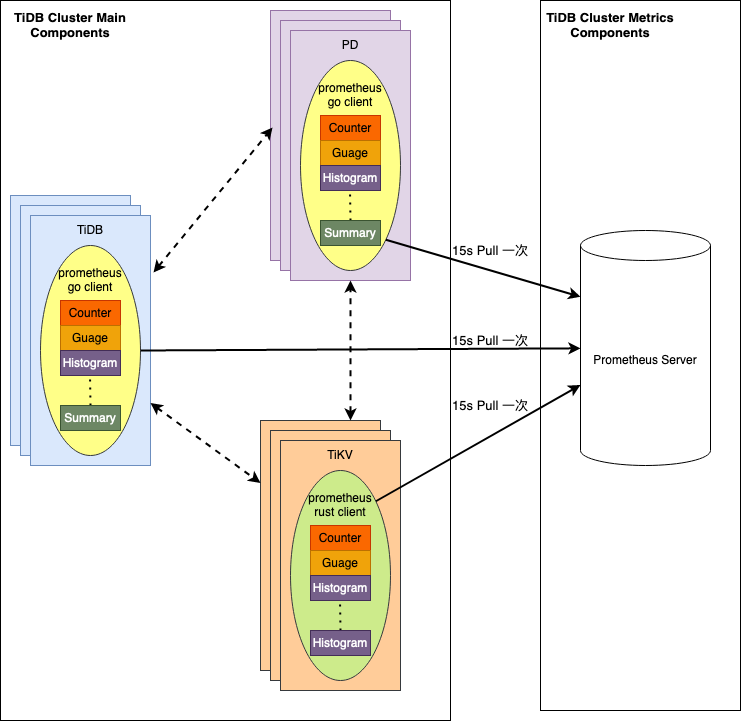 TiDB Cluster Main
Components
PD
prometheus
go client
Counter
Guage
Histogram
Summary
TiDB
prometheus
go client
Counter
Guage
Histogram
Summary
TiKV
prometheus
rust client
Counter
Guage
Histogram
Histogram
15s Pull 一次
15s Pull 一次
15s Pull 一次
TiDB Cluster Metrics
Components
Prometheus Server